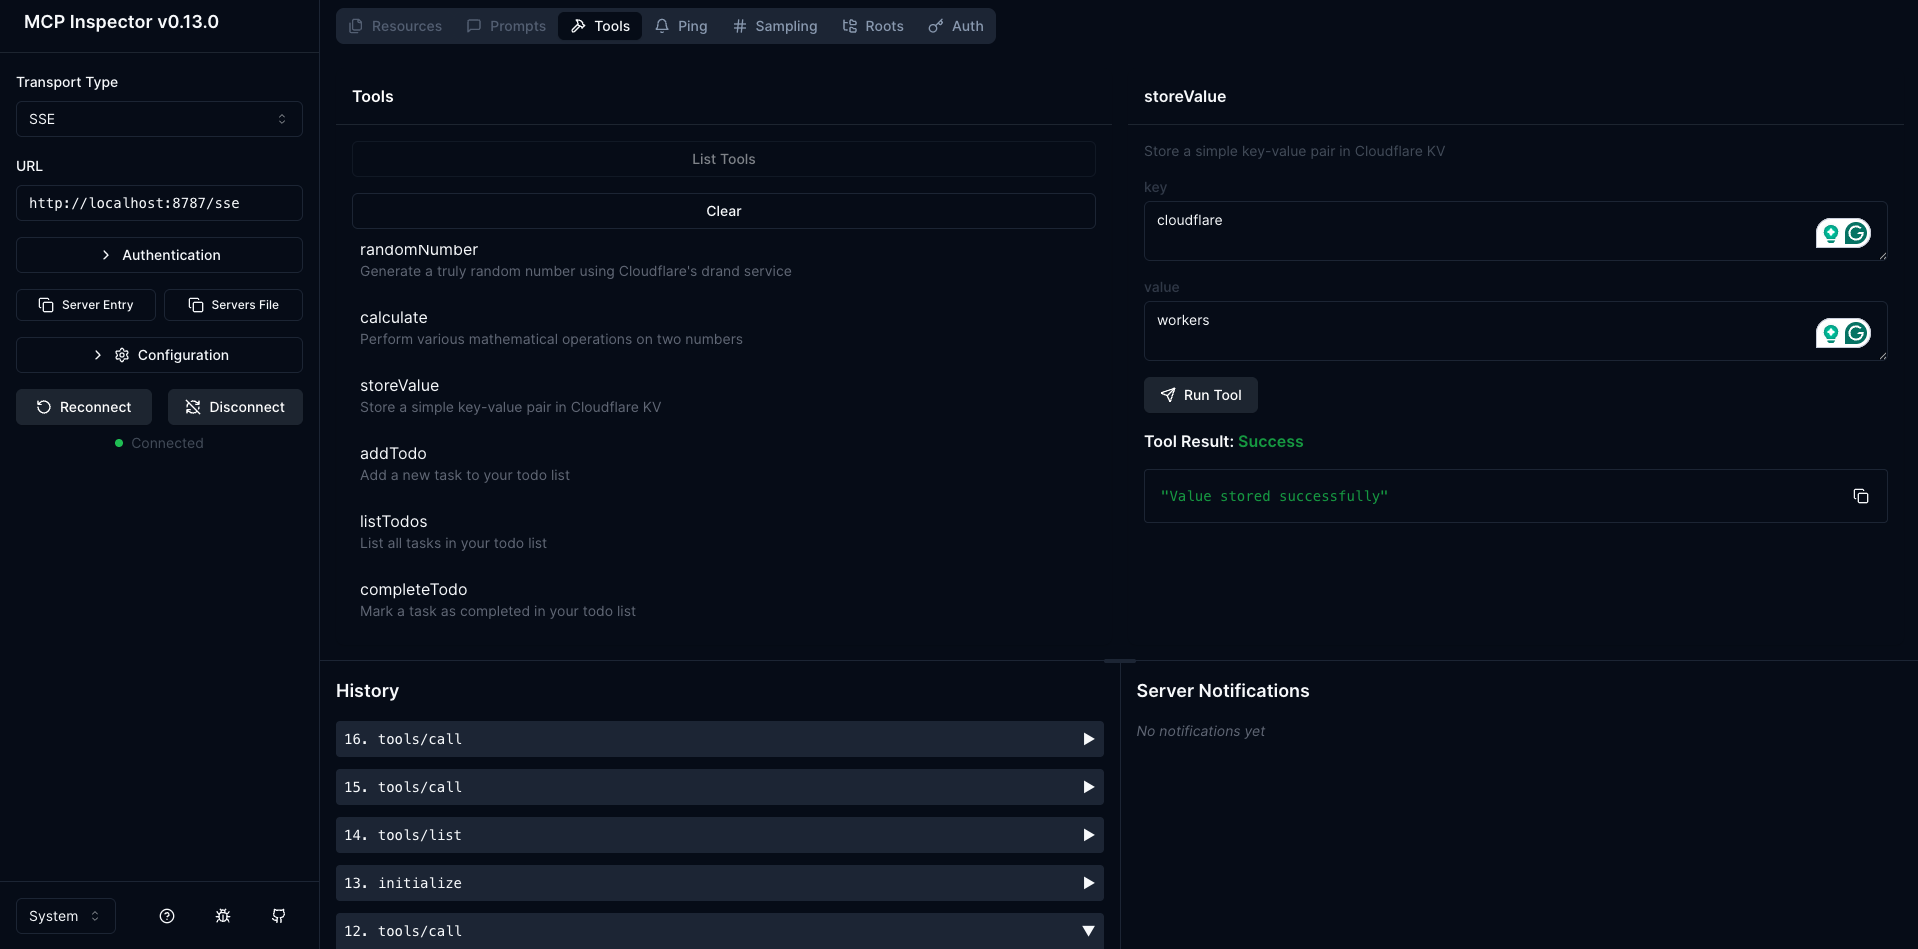 MCP Inspector v0.13.0
Transport Type
SSE
URL
http://localhost:8787/sse
Authentication
Server Entry
Servers File
Configuration
Reconnect
Disconnect
Connected
System
Resources
Prompts
Tools
Ping
Sampling
Roots
Auth
Tools
List Tools
Clear
randomNumber
Generate a truly random number using Cloudflare's drand service
calculate
Perform various mathematical operations on two numbers
storeValue
Store a simple key-value pair in Cloudflare KV
addTodo
Add a new task to your todo list
listTodos
List all tasks in your todo list
completeTodo
Mark a task as completed in your todo list
storeValue
Store a simple key-value pair in Cloudflare KV
key
cloudflare
value
workers
Run Tool
Tool Result: Success
"Value stored successfully"
History
16. tools/call
15. tools/call
14. tools/list
13. initialize
12. tools/call
Server Notifications
No notifications yet